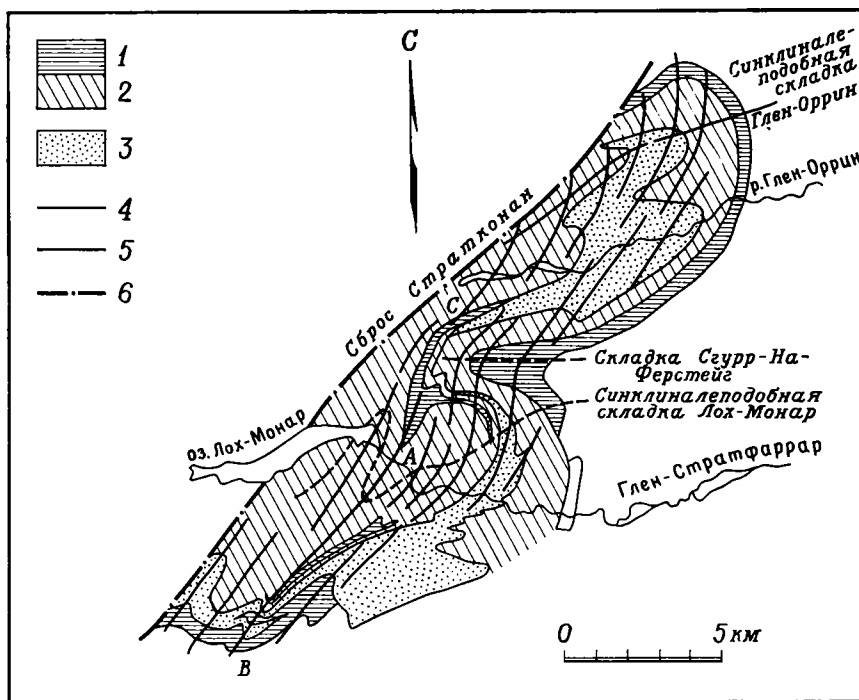 1
2
3
4
5
6
С
Синклинале-
подобная
складка
Глен-Оррин
р. Глен-Оррин
Сброс Стратконан
С
Складка Сгурр-На-
Ферстейг
Синклиналеподобная
складка Лох-Монар
оз. Лох-Монар
А
Глен-Стратфаррар
В
0 5 км